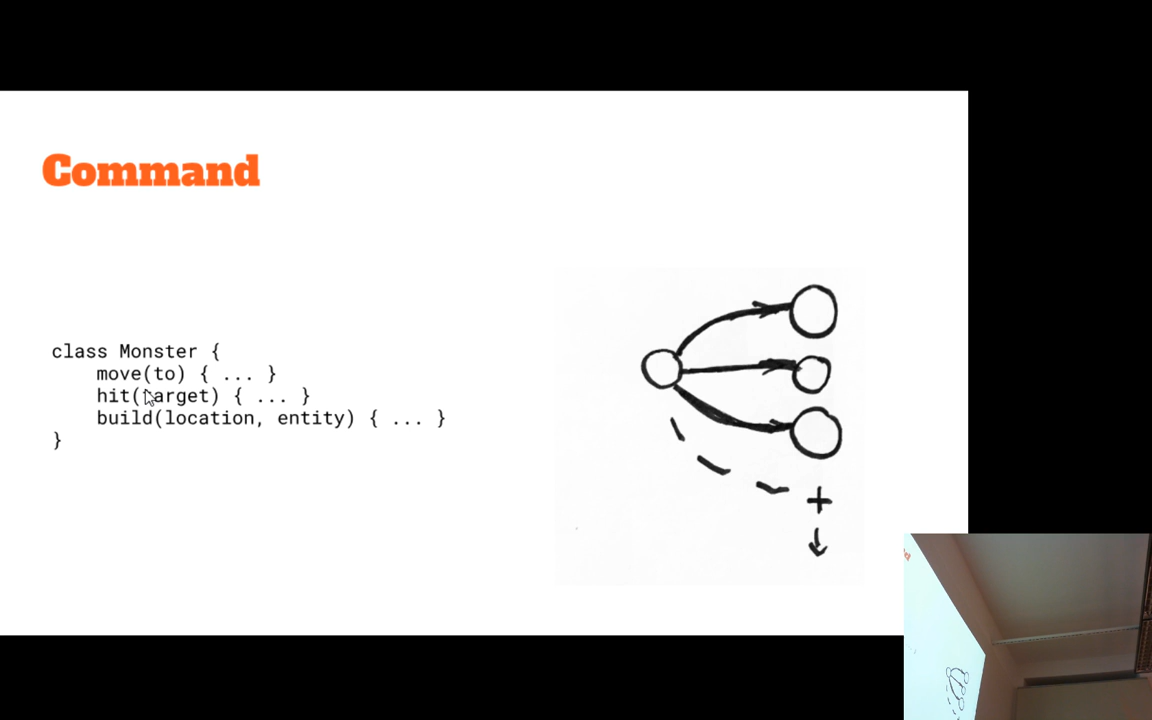 Command
class Monster {
move(to) { ... }
hit(target) { ... }
build(location, entity) { ... }
}
+